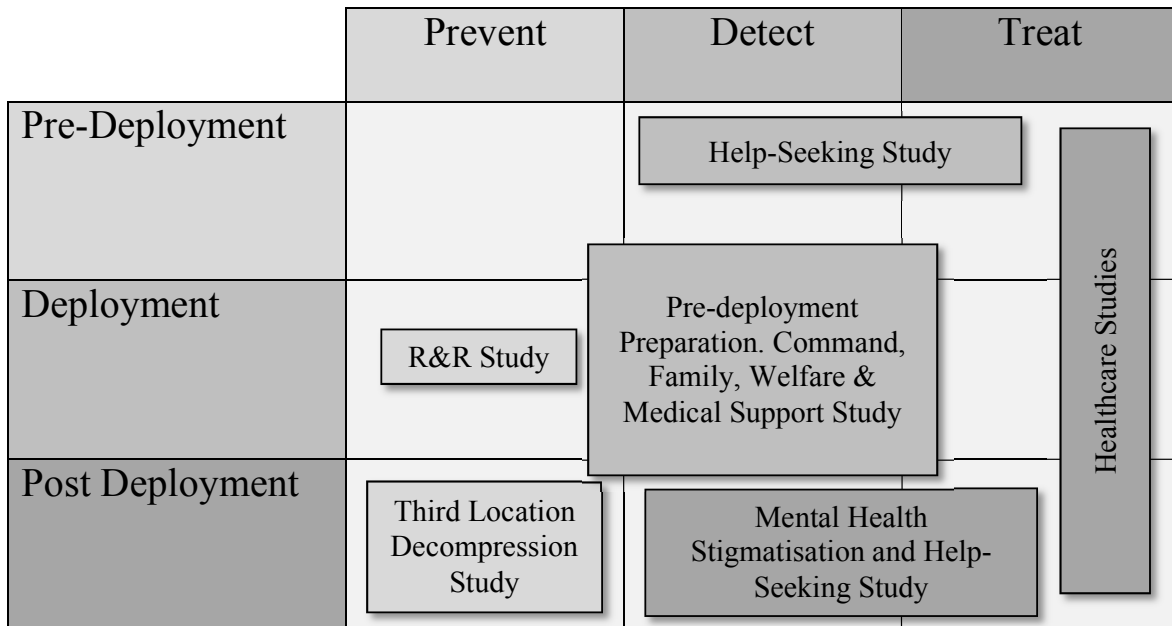 Prevent
Detect
Treat
Pre-Deployment
Help-Seeking Study
Deployment
R&R Study
Pre-deployment
Preparation. Command,
Family, Welfare &
Medical Support Study
Healthcare Studies
Post Deployment
Third Location
Decompression
Study
Mental Health
Stigmatisation and Help-
Seeking Study